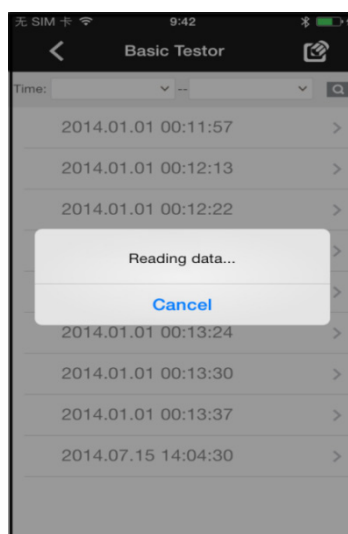 无 SIM 卡 9:42
Basic Testor
Time: --
2014.01.01 00:11:57
2014.01.01 00:12:13
2014.01.01 00:12:22
Reading data...
Cancel
2014.01.01 00:13:24
2014.01.01 00:13:30
2014.01.01 00:13:37
2014.07.15 14:04:30